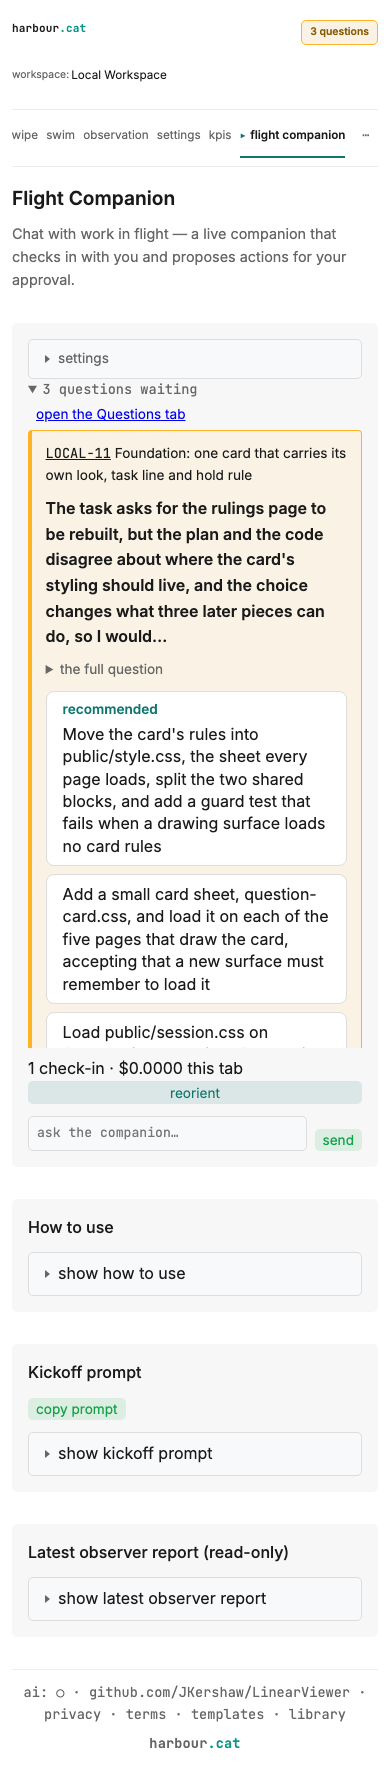 harbour.cat
3 questions
workspace: Local Workspace
wipe swim observation settings kpis ▸ flight companion ⋯
Flight Companion
Chat with work in flight — a live companion that
checks in with you and proposes actions for your
approval.
settings
3 questions waiting
open the Questions tab
LOCAL-11 Foundation: one card that carries its
own look, task line and hold rule
The task asks for the rulings page to
be rebuilt, but the plan and the code
disagree about where the card's
styling should live, and the choice
changes what three later pieces can
do, so I would...
the full question
recommended
Move the card's rules into
public/style.css, the sheet every
page loads, split the two shared
blocks, and add a guard test that
fails when a drawing surface loads
no card rules
Add a small card sheet, question-
card.css, and load it on each of the
five pages that draw the card,
accepting that a new surface must
remember to load it
Load public/session.css on
1 check-in · $0.0000 this tab
reorient
ask the companion…
send
How to use
show how to use
Kickoff prompt
copy prompt
show kickoff prompt
Latest observer report (read-only)
show latest observer report
ai: ○ · github.com/JKershaw/LinearViewer ·
privacy · terms · templates · library
harbour.cat